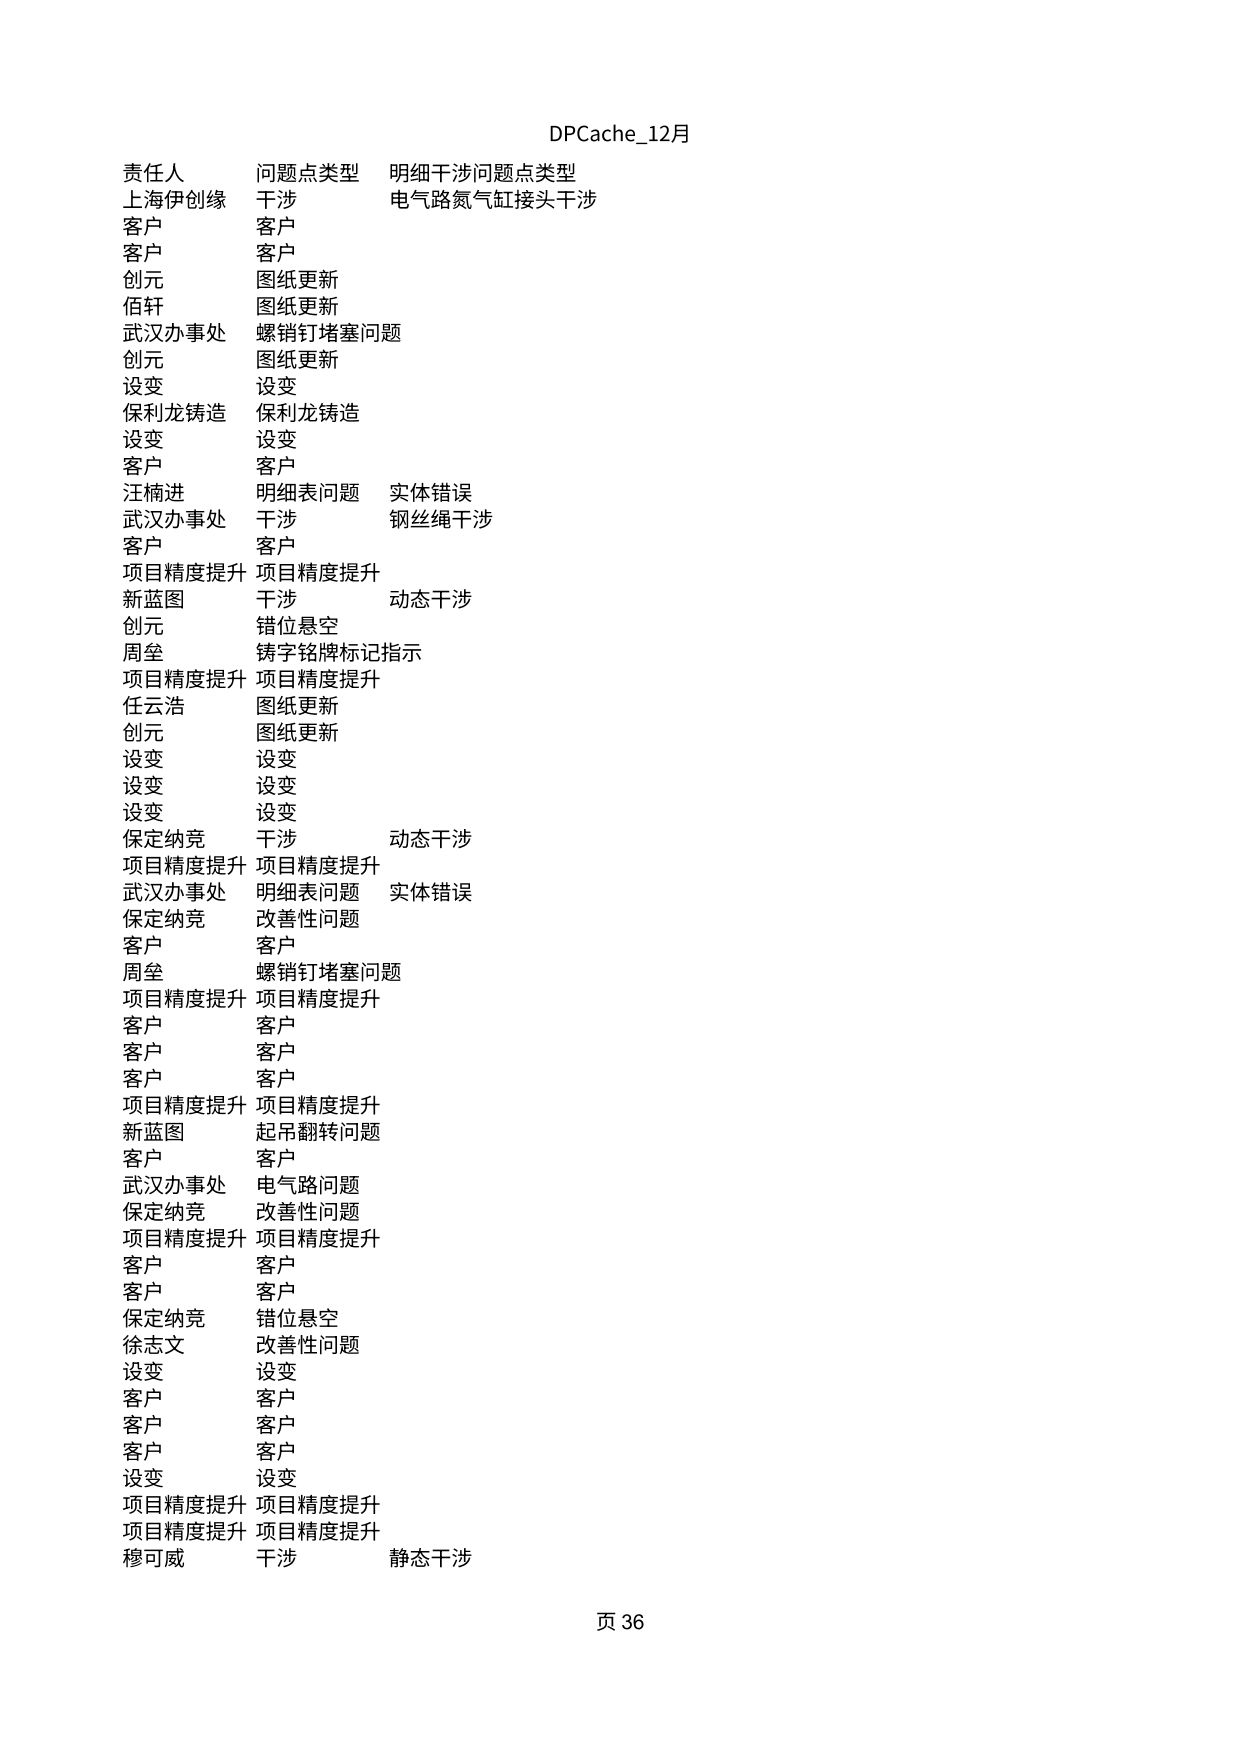 DPCache_12月
责任人 问题点类型 明细干涉问题点类型
上海伊创缘 干涉 电气路氮气缸接头干涉
客户 客户
客户 客户
创元 图纸更新
佰轩 图纸更新
武汉办事处 螺销钉堵塞问题
创元 图纸更新
设变 设变
保利龙铸造 保利龙铸造
设变 设变
客户 客户
汪楠进 明细表问题 实体错误
武汉办事处 干涉 钢丝绳干涉
客户 客户
项目精度提升 项目精度提升
新蓝图 干涉 动态干涉
创元 错位悬空
周垒 铸字铭牌标记指示
项目精度提升 项目精度提升
任云浩 图纸更新
创元 图纸更新
设变 设变
设变 设变
设变 设变
保定纳竞 干涉 动态干涉
项目精度提升 项目精度提升
武汉办事处 明细表问题 实体错误
保定纳竞 改善性问题
客户 客户
周垒 螺销钉堵塞问题
项目精度提升 项目精度提升
客户 客户
客户 客户
客户 客户
项目精度提升 项目精度提升
新蓝图 起吊翻转问题
客户 客户
武汉办事处 电气路问题
保定纳竞 改善性问题
项目精度提升 项目精度提升
客户 客户
客户 客户
保定纳竞 错位悬空
徐志文 改善性问题
设变 设变
客户 客户
客户 客户
客户 客户
设变 设变
项目精度提升 项目精度提升
项目精度提升 项目精度提升
穆可威 干涉 静态干涉
页 36